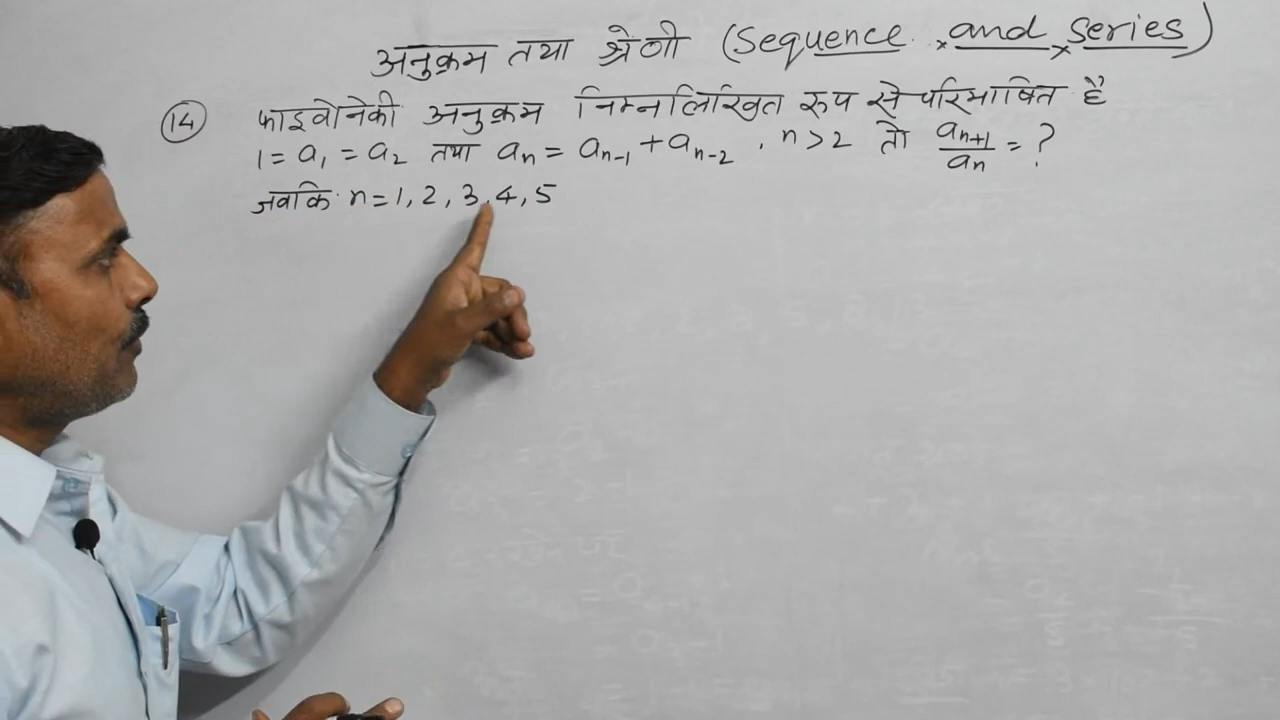 अनुक्रम तथा श्रेणी (Sequence and series)
14 फाइवोनेकी अनुक्रम निम्नलिखित रूप से परिभाषित है
1 = a₁ = a₂ तथा aₙ = aₙ₋₁ + aₙ₋₂, n > 2 तो aₙ₊₁/aₙ = ?
जबकि n = 1, 2, 3, 4, 5